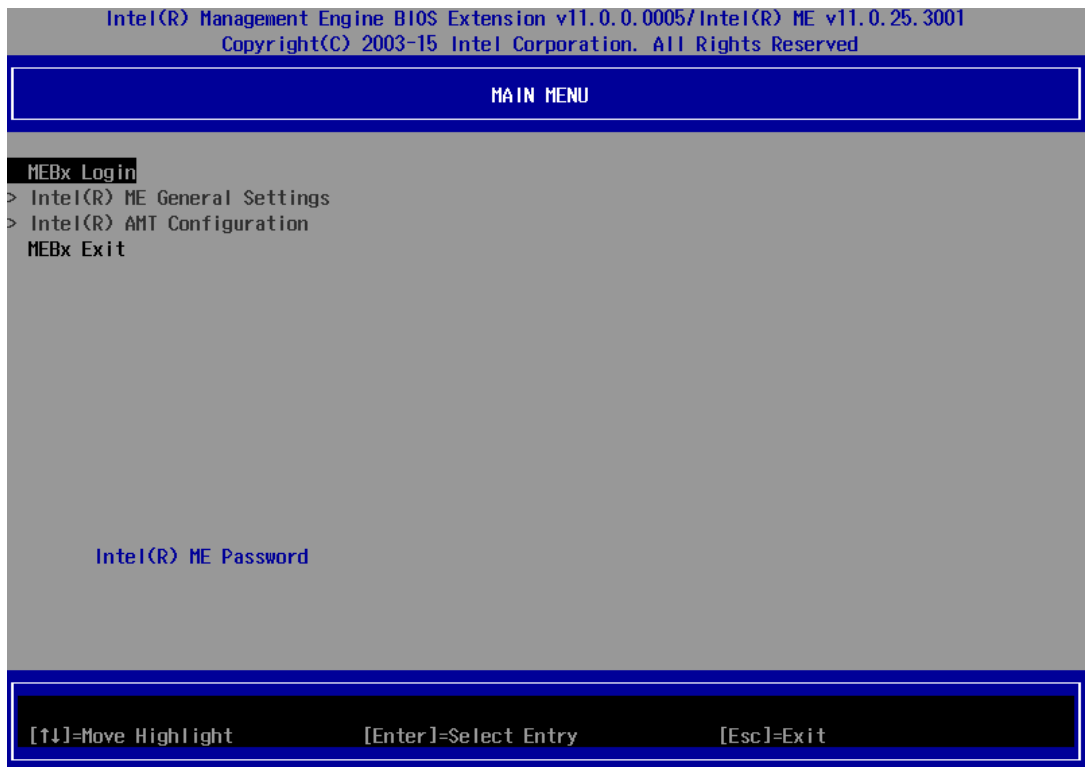 Intel(R) Management Engine BIOS Extension v11.0.0.0005/Intel(R) ME v11.0.25.3001
Copyright(C) 2003-15 Intel Corporation. All Rights Reserved
MAIN MENU
MEBx Login
> Intel(R) ME General Settings
> Intel(R) AMT Configuration
MEBx Exit
Intel(R) ME Password
[↑↓]=Move Highlight [Enter]=Select Entry [Esc]=Exit